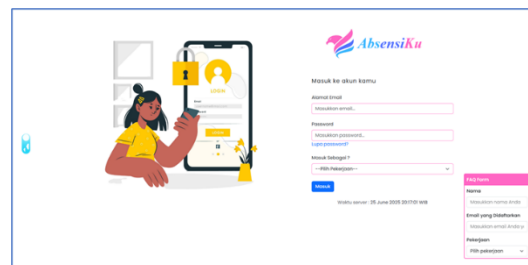 AbsensiKu
Masuk ke akun kamu
Alamat Email
Masukkan email...
Password
Masukkan password...
Lupa password?
Masuk Sebagai ?
---Pilih Pekerjaan---
Masuk
Waktu server : 25 June 2025 20:17:01 WIB
LOGIN
FAQ Form
Nama
Masukkan nama Anda
Email yang Didaftarkan
Masukkan email Anda y
Pekerjaan
Pilih pekerjaan